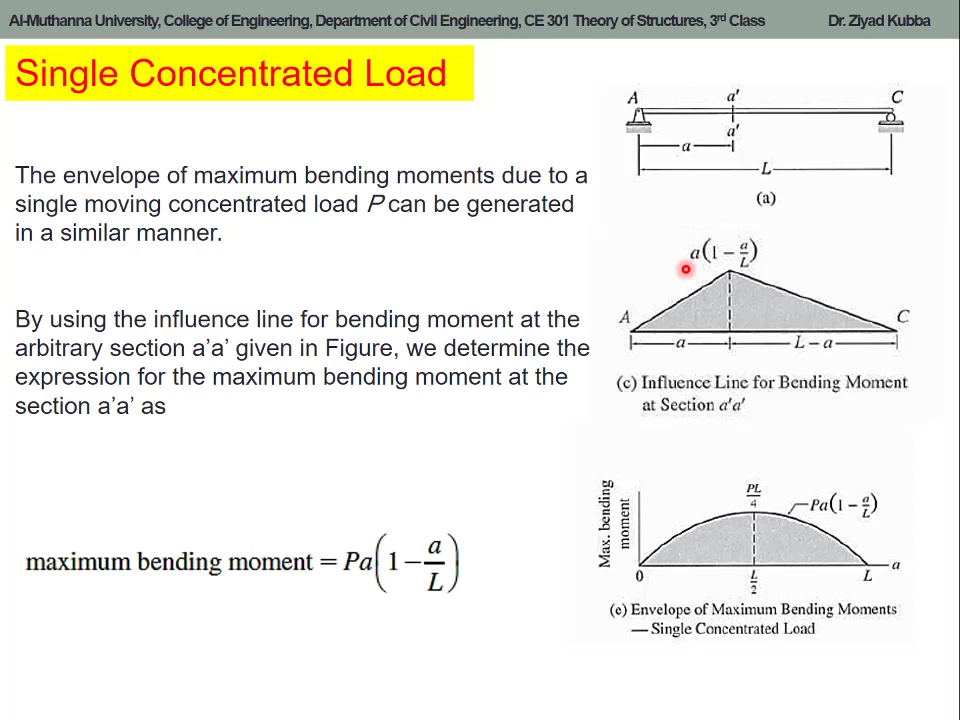 Al-Muthanna University, College of Engineering, Department of Civil Engineering, CE 301 Theory of Structures, 3rd Class Dr. Ziyad Kubba
Single Concentrated Load
The envelope of maximum bending moments due to a
single moving concentrated load P can be generated
in a similar manner.
By using the influence line for bending moment at the
arbitrary section a’a’ given in Figure, we determine the
expression for the maximum bending moment at the
section a’a’ as
maximum bending moment = Pa(1 − a/L)
A a' C
a'
a
L
(a)
a(1 − a/L)
A C
a L − a
(c) Influence Line for Bending Moment
at Section a'a'
Max. bending
moment
PL/4
Pa(1 − a/L)
0 L/2 L a
(e) Envelope of Maximum Bending Moments
— Single Concentrated Load